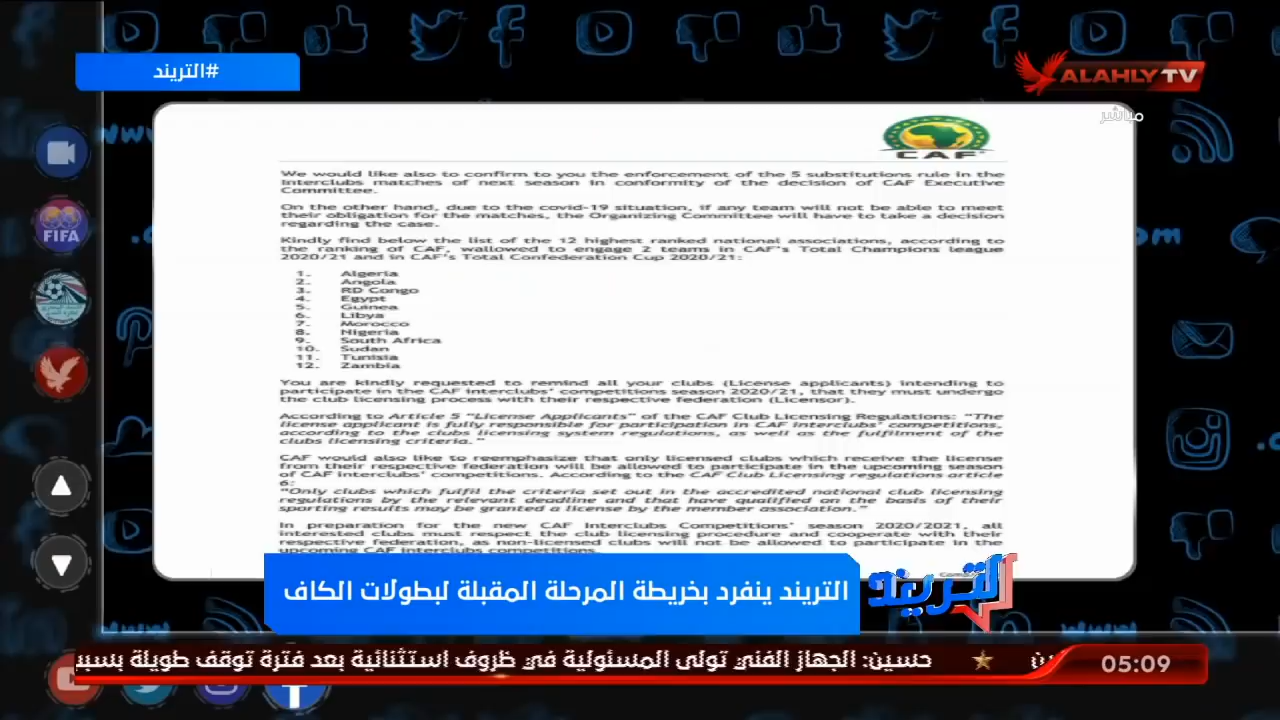 #التريند
ALAHLY TV
مباشر
CAF
We would like also to confirm to you the enforcement of the 5 substitutions rule in the
Interclubs matches of next season in conformity of the decision of CAF Executive
Committee.
On the other hand, due to the covid-19 situation, if any team will not be able to meet
their obligation for the matches, the Organizing Committee will have to take a decision
regarding the case.
Kindly find below the list of the 12 highest ranked national associations, according to
the ranking of CAF, wallowed to engage 2 teams in CAF's Total Champions league
2020/21 and in CAF's Total Confederation Cup 2020/21:
1. Algeria
2. Angola
3. RD Congo
4. Egypt
5. Guinea
6. Libya
7. Morocco
8. Nigeria
9. South Africa
10. Sudan
11. Tunisia
12. Zambia
You are kindly requested to remind all your clubs (License applicants) intending to
participate in the CAF interclubs' competitions season 2020/21, that they must undergo
the club licensing process with their respective federation (Licensor).
According to Article 5 "License Applicants" of the CAF Club Licensing Regulations: "The
license applicant is fully responsible for participation in CAF interclubs' competitions,
according to the clubs licensing system regulations, as well as the fulfilment of the
clubs licensing criteria."
CAF would also like to reemphasize that only licensed clubs which receive the license
from their respective federation will be allowed to participate in the upcoming season
of CAF interclubs' competitions. According to the CAF Club Licensing regulations article
6:
"Only clubs which fulfil the criteria set out in the accredited national club licensing
regulations by the relevant deadline and that have qualified on the basis of their
sporting results may be granted a license by the member association."
In preparation for the new CAF Interclubs Competitions' season 2020/2021, all
interested clubs must respect the club licensing procedure and cooperate with their
respective federation, as non-licensed clubs will not be allowed to participate in the
upcoming CAF interclubs competitions.
FIFA
التريند ينفرد بخريطة المرحلة المقبلة لبطولات الكاف
التريند
حسين: الجهاز الفني تولى المسئولية في ظروف استثنائية بعد فترة توقف طويلة بسبب
05:09